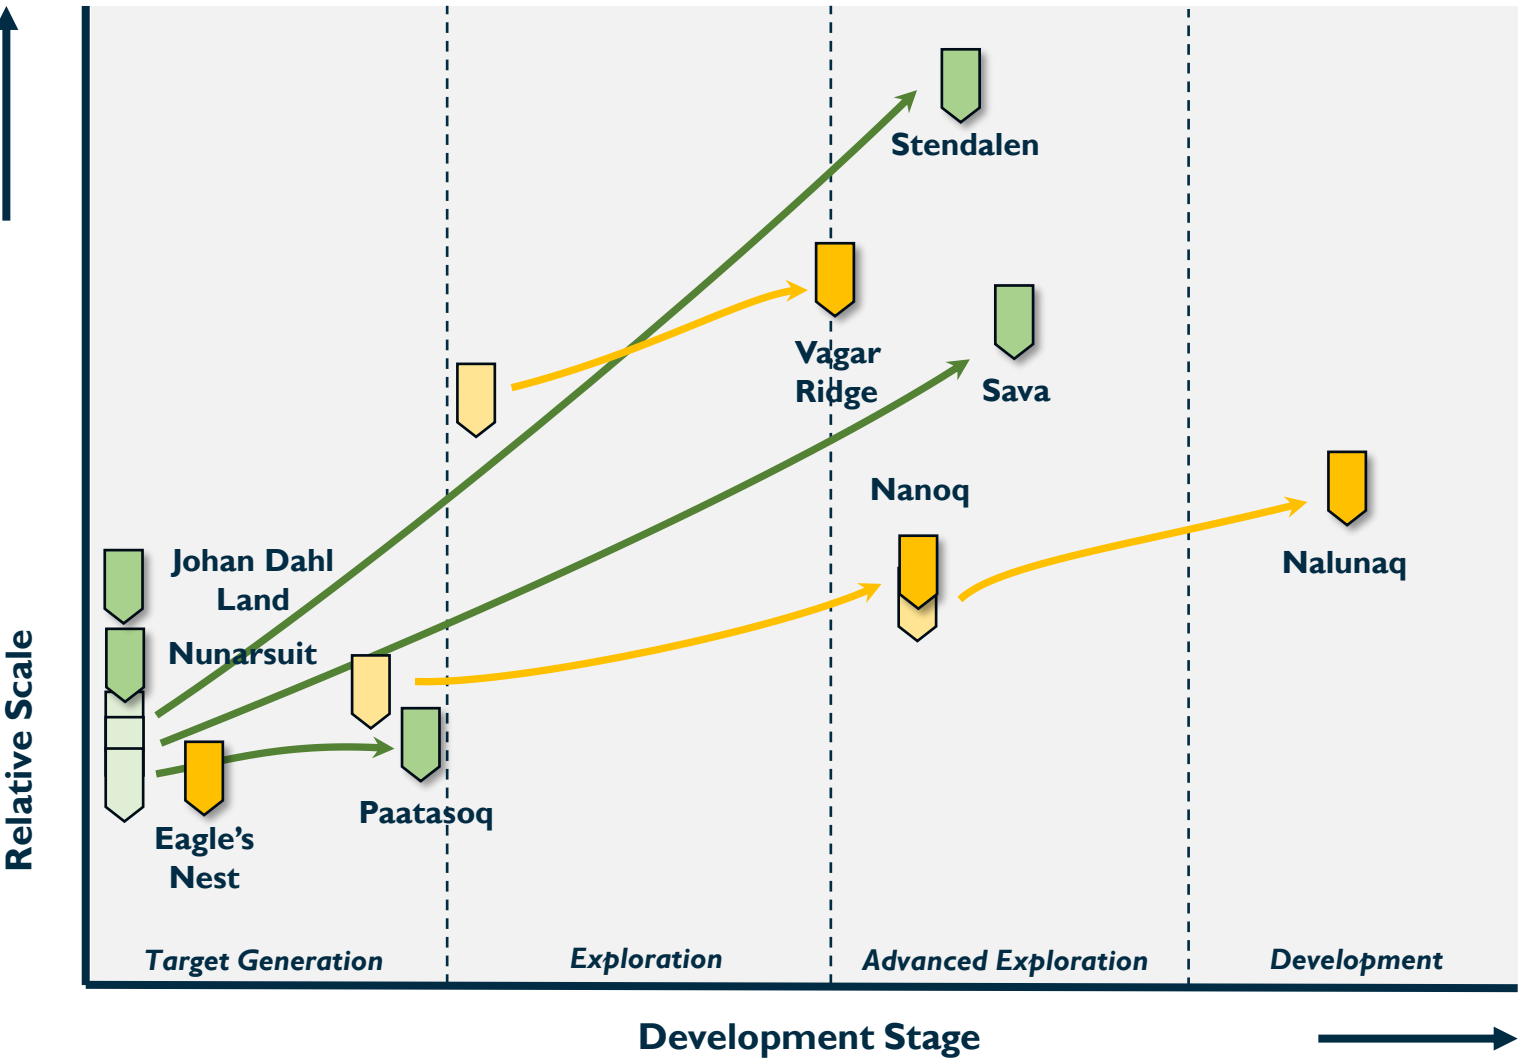 Stendalen
Vagar
Ridge
Sava
Nanoq
Nalunaq
Johan Dahl
Land
Nunarsuit
Paatasoq
Eagle’s
Nest
Relative Scale
Target Generation
Exploration
Advanced Exploration
Development
Development Stage